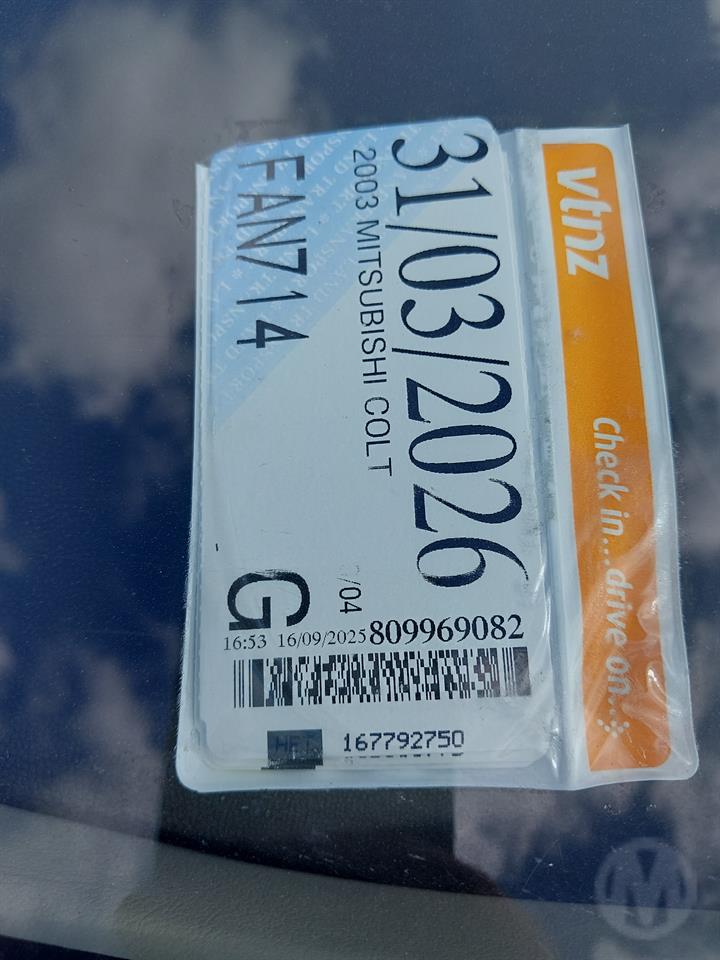 31/03/2026
2003 MITSUBISHI COLT
FAN714
/04
G
16:53 16/09/2025 809969082
167792750
vtnz
Check in...drive on...
M